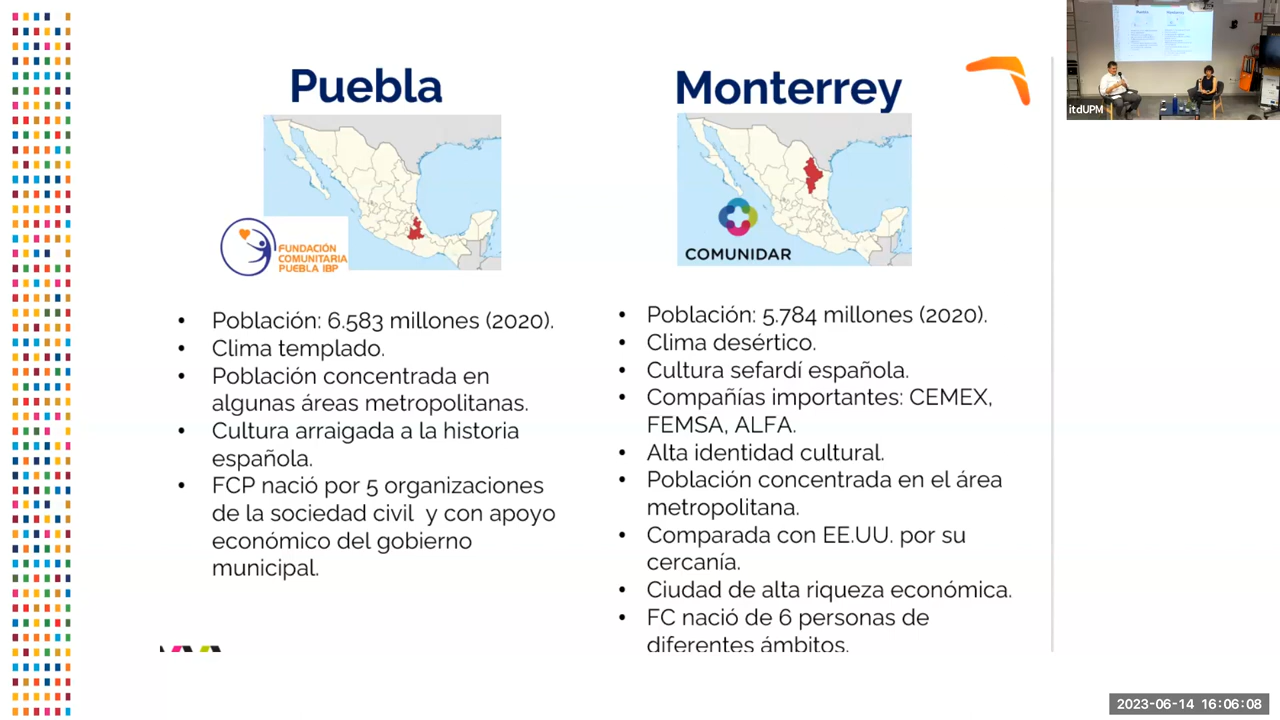 Puebla
FUNDACIÓN
COMUNITARIA
PUEBLA IBP
• Población: 6.583 millones (2020).
• Clima templado.
• Población concentrada en
algunas áreas metropolitanas.
• Cultura arraigada a la historia
española.
• FCP nació por 5 organizaciones
de la sociedad civil y con apoyo
económico del gobierno
municipal.
Monterrey
COMUNIDAR
• Población: 5.784 millones (2020).
• Clima desértico.
• Cultura sefardí española.
• Compañías importantes: CEMEX,
FEMSA, ALFA.
• Alta identidad cultural.
• Población concentrada en el área
metropolitana.
• Comparada con EE.UU. por su
cercanía.
• Ciudad de alta riqueza económica.
• FC nació de 6 personas de
diferentes ámbitos.
itdUPM
2023-06-14 16:06:08